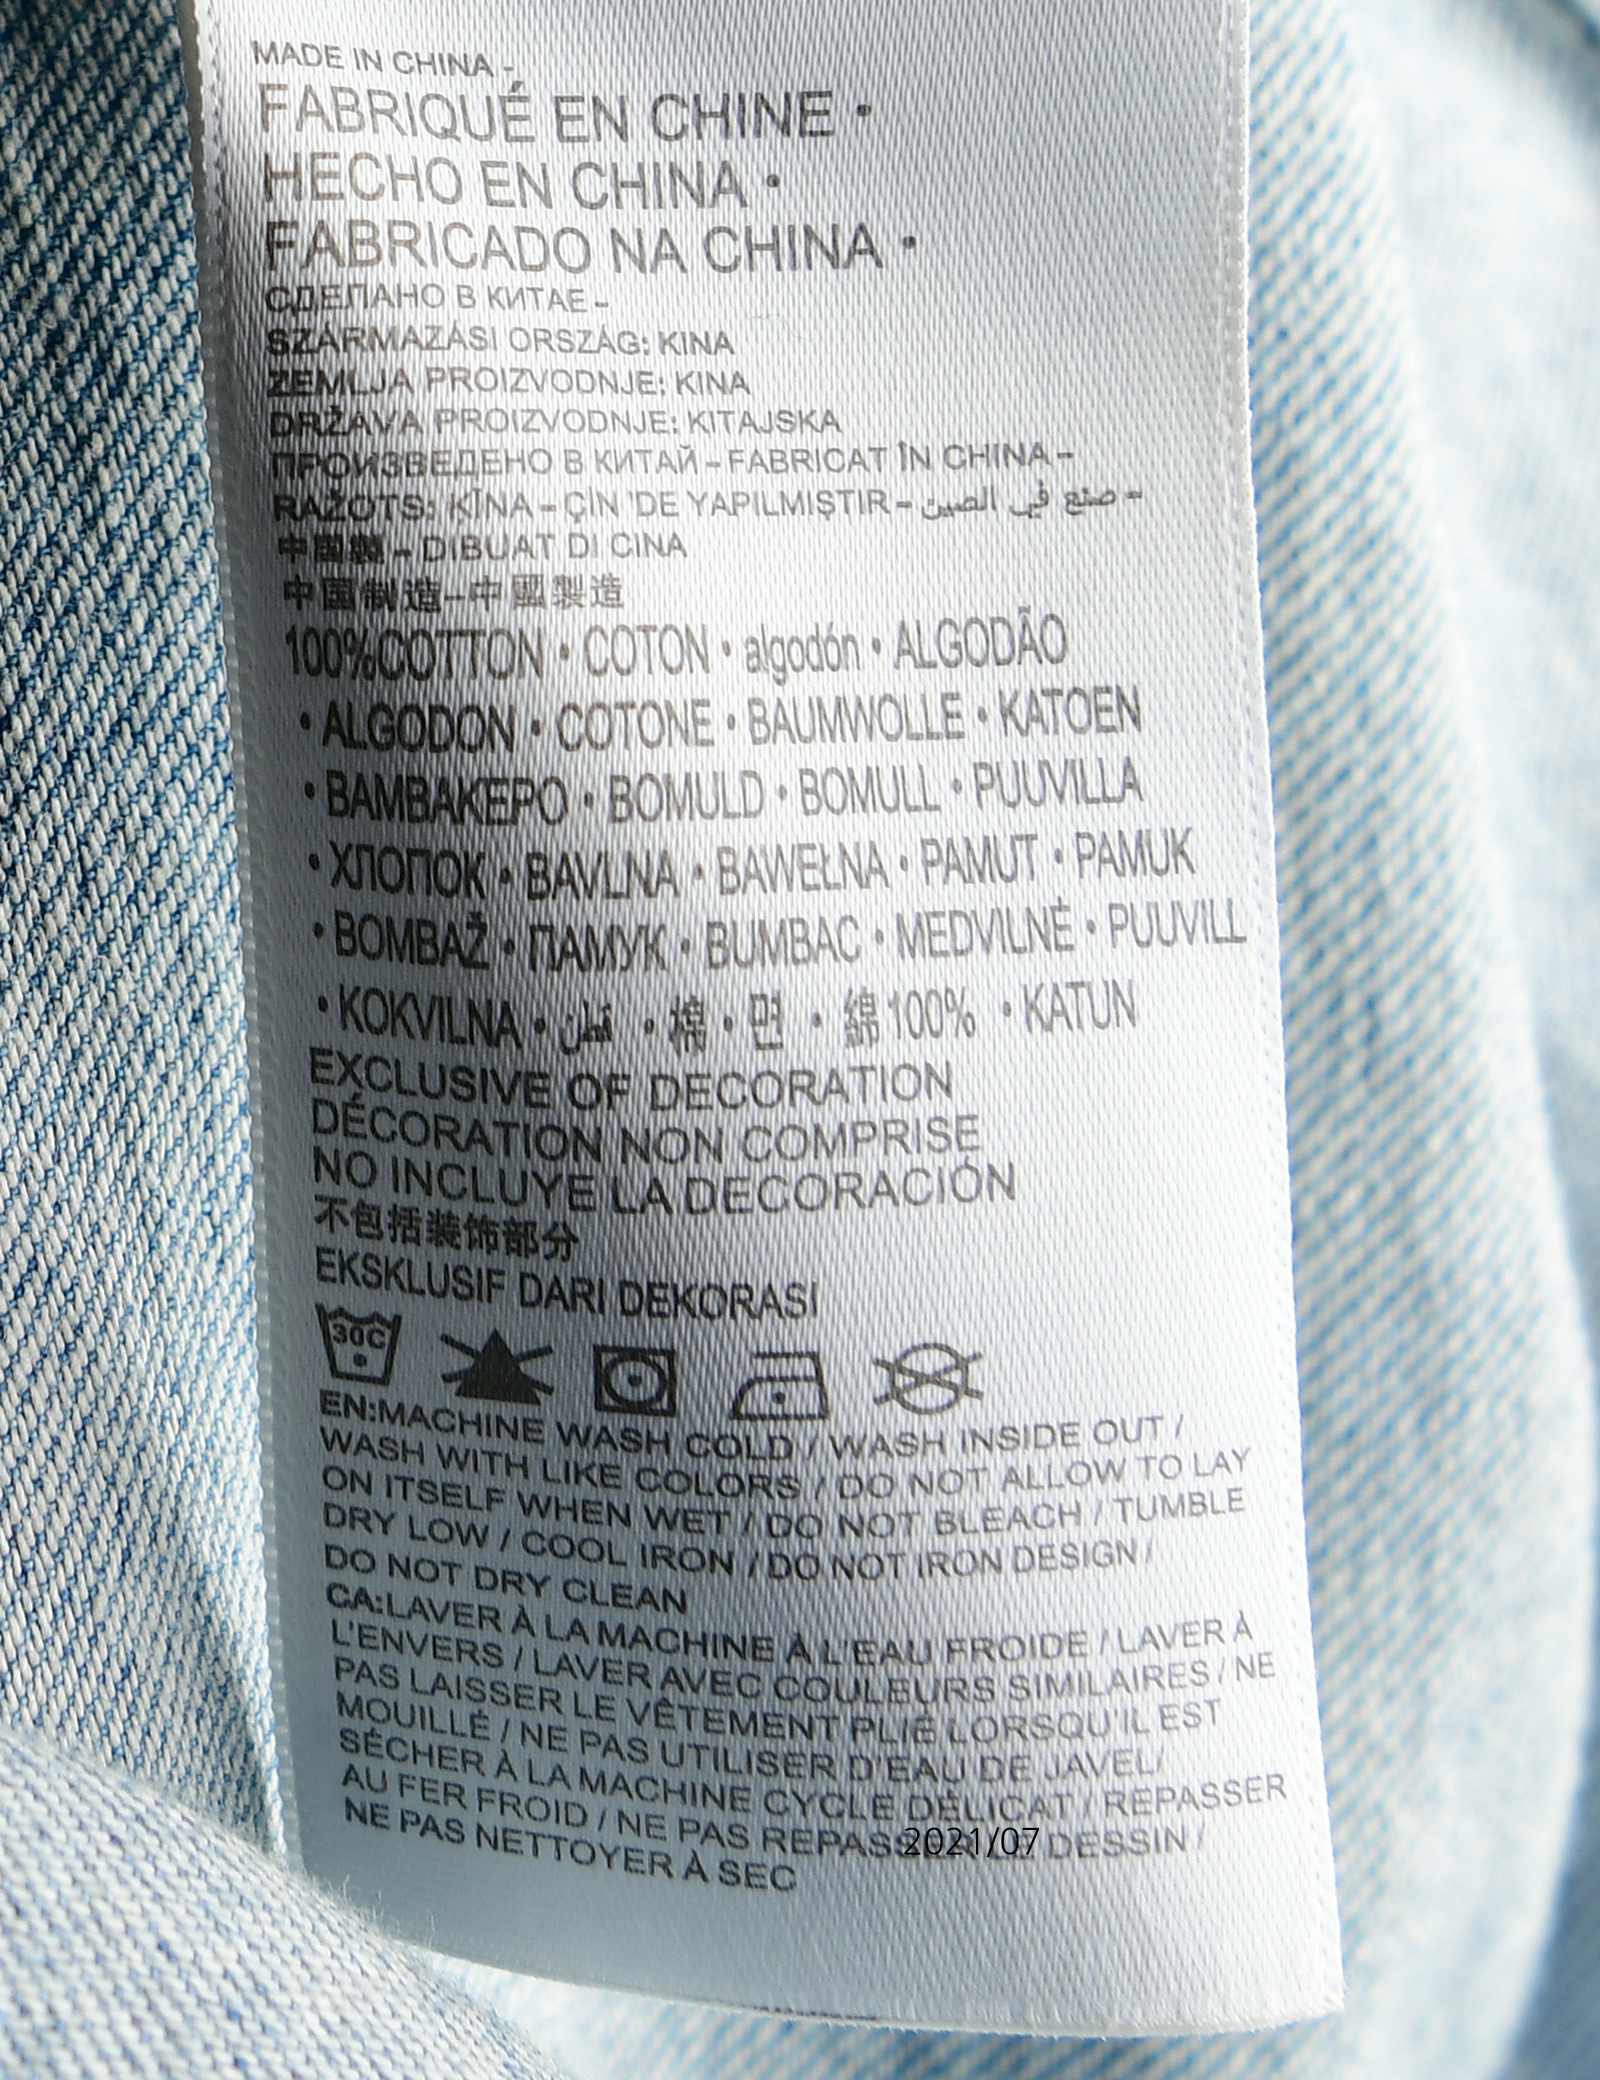 MADE IN CHINA -
FABRIQUÉ EN CHINE •
HECHO EN CHINA •
FABRICADO NA CHINA •
СДЕЛАНО В КИТАЕ –
SZÁRMAZÁSI ORSZÁG: KINA
ZEMLJA PROIZVODNJE: KINA
DRŽAVA PROIZVODNJE: KITAJSKA
ПРОИЗВЕДЕНО В КИТАЙ – FABRICAT ÎN CHINA –
RAŽOTS: ĶĪNA – ÇİN 'DE YAPILMIŞTIR – صنع في الصين –
中国製 – DIBUAT DI CINA
中国制造–中國製造
100%COTTON • COTON • algodón • ALGODÃO
• ALGODON • COTONE • BAUMWOLLE • KATOEN
• ΒΑΜΒΑΚΕΡΟ • BOMULD • BOMULL • PUUVILLA
• ХЛОПОК • BAVLNA • BAWEŁNA • PAMUT • PAMUK
• BOMBAŽ • ПАМУК • BUMBAC • MEDVILNĖ • PUUVILL
• KOKVILNA • قطن • 棉 • 면 • 綿100% • KATUN
EXCLUSIVE OF DECORATION
DÉCORATION NON COMPRISE
NO INCLUYE LA DECORACIÓN
不包括装饰部分
EKSKLUSIF DARI DEKORASI
30C
EN:MACHINE WASH COLD / WASH INSIDE OUT /
WASH WITH LIKE COLORS / DO NOT ALLOW TO LAY
ON ITSELF WHEN WET / DO NOT BLEACH / TUMBLE
DRY LOW / COOL IRON / DO NOT IRON DESIGN /
DO NOT DRY CLEAN
CA:LAVER À LA MACHINE À L'EAU FROIDE / LAVER À
L'ENVERS / LAVER AVEC COULEURS SIMILAIRES / NE
PAS LAISSER LE VÊTEMENT PLIÉ LORSQU'IL EST
MOUILLÉ / NE PAS UTILISER D'EAU DE JAVEL/
SÉCHER À LA MACHINE CYCLE DÉLICAT / REPASSER
AU FER FROID / NE PAS REPASSER LE DESSIN /
NE PAS NETTOYER À SEC
2021/07